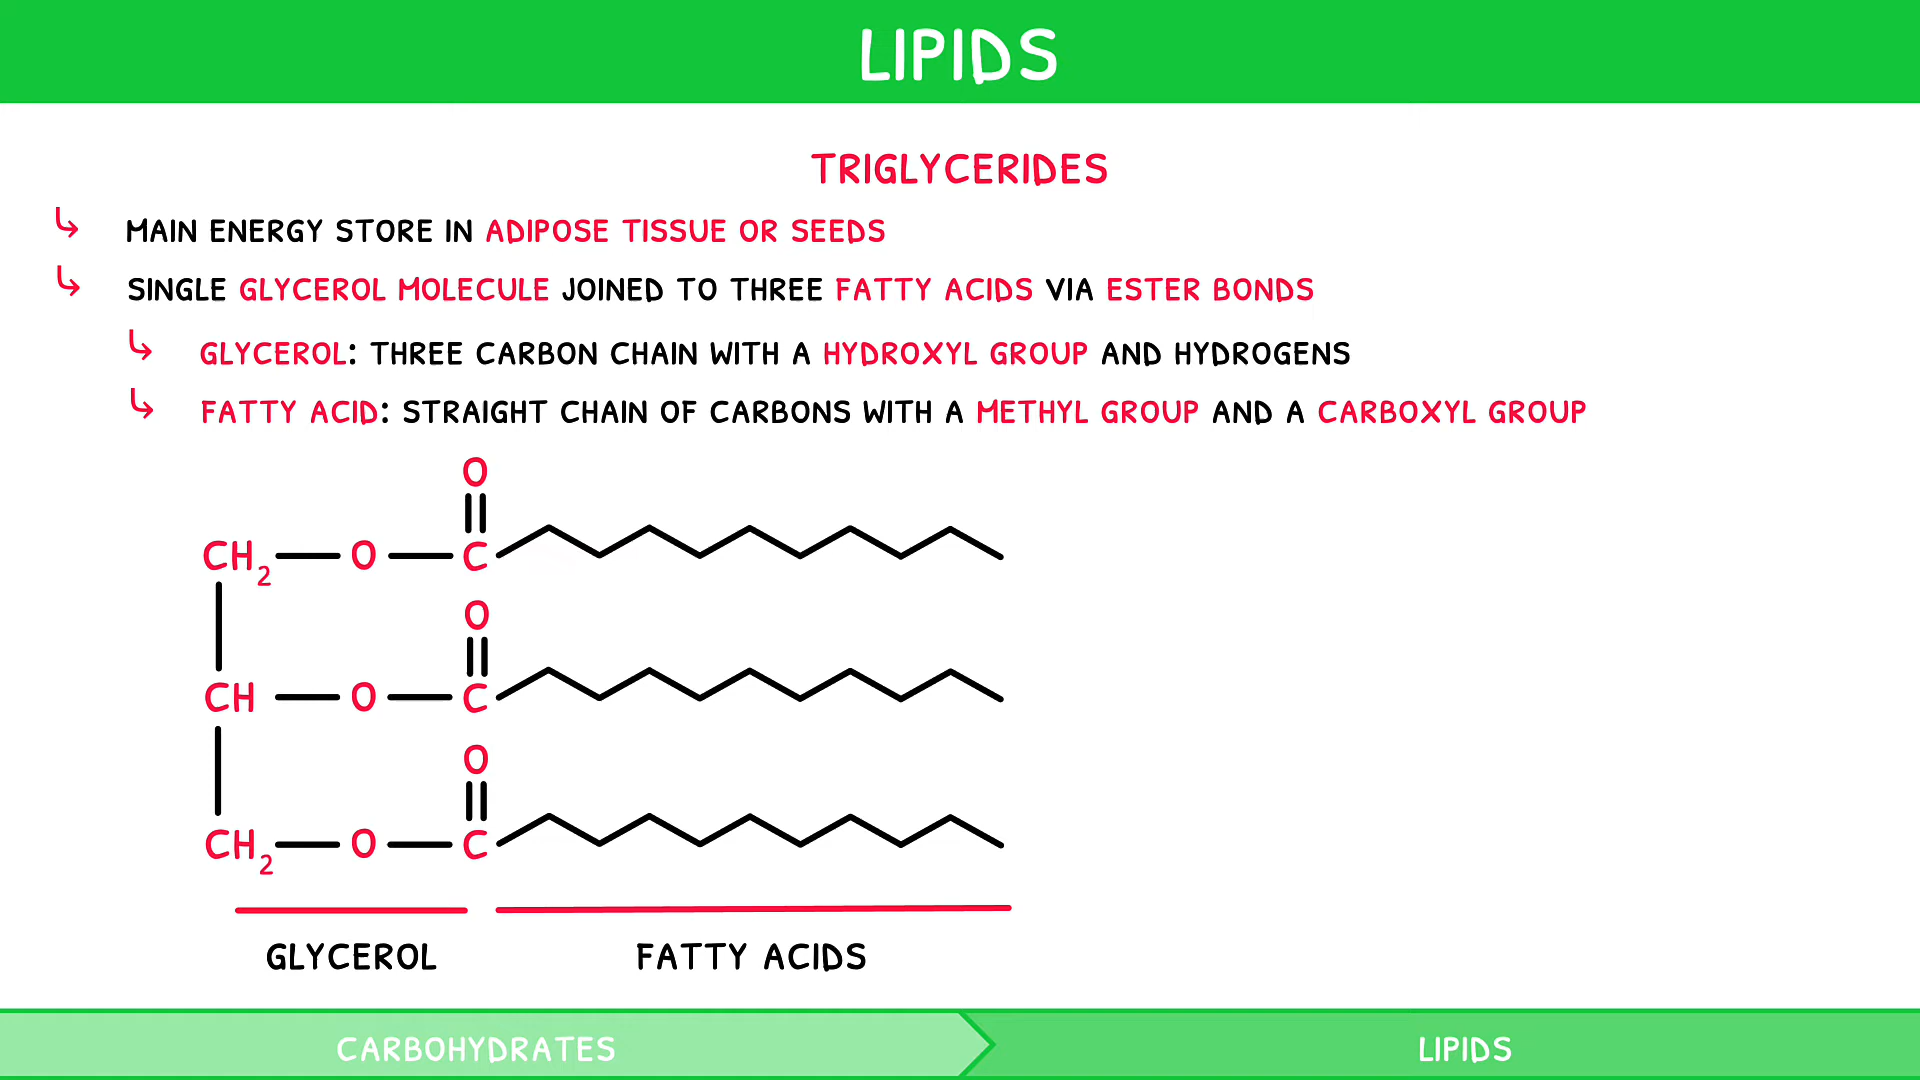 LIPIDS
TRIGLYCERIDES
MAIN ENERGY STORE IN ADIPOSE TISSUE OR SEEDS
SINGLE GLYCEROL MOLECULE JOINED TO THREE FATTY ACIDS VIA ESTER BONDS
GLYCEROL: THREE CARBON CHAIN WITH A HYDROXYL GROUP AND HYDROGENS
FATTY ACID: STRAIGHT CHAIN OF CARBONS WITH A METHYL GROUP AND A CARBOXYL GROUP
O
CH₂ O C
O
CH O C
O
CH₂ O C
GLYCEROL FATTY ACIDS
CARBOHYDRATES LIPIDS